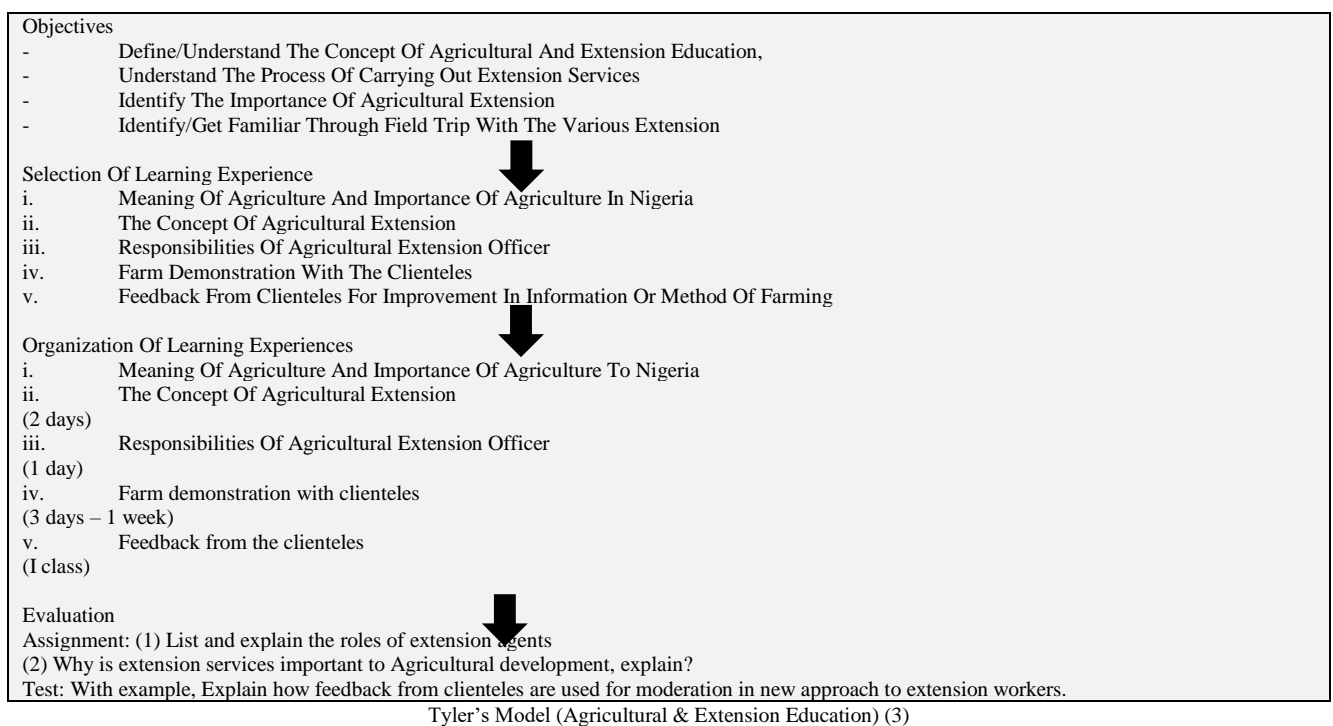 Objectives
- Define/Understand The Concept Of Agricultural And Extension Education,
- Understand The Process Of Carrying Out Extension Services
- Identify The Importance Of Agricultural Extension
- Identify/Get Familiar Through Field Trip With The Various Extension
Selection Of Learning Experience
i. Meaning Of Agriculture And Importance Of Agriculture In Nigeria
ii. The Concept Of Agricultural Extension
iii. Responsibilities Of Agricultural Extension Officer
iv. Farm Demonstration With The Clienteles
v. Feedback From Clienteles For Improvement In Information Or Method Of Farming
Organization Of Learning Experiences
i. Meaning Of Agriculture And Importance Of Agriculture To Nigeria
ii. The Concept Of Agricultural Extension
(2 days)
iii. Responsibilities Of Agricultural Extension Officer
(1 day)
iv. Farm demonstration with clienteles
(3 days – 1 week)
v. Feedback from the clienteles
(I class)
Evaluation
Assignment: (1) List and explain the roles of extension agents
(2) Why is extension services important to Agricultural development, explain?
Test: With example, Explain how feedback from clienteles are used for moderation in new approach to extension workers.
Tyler's Model (Agricultural & Extension Education) (3)